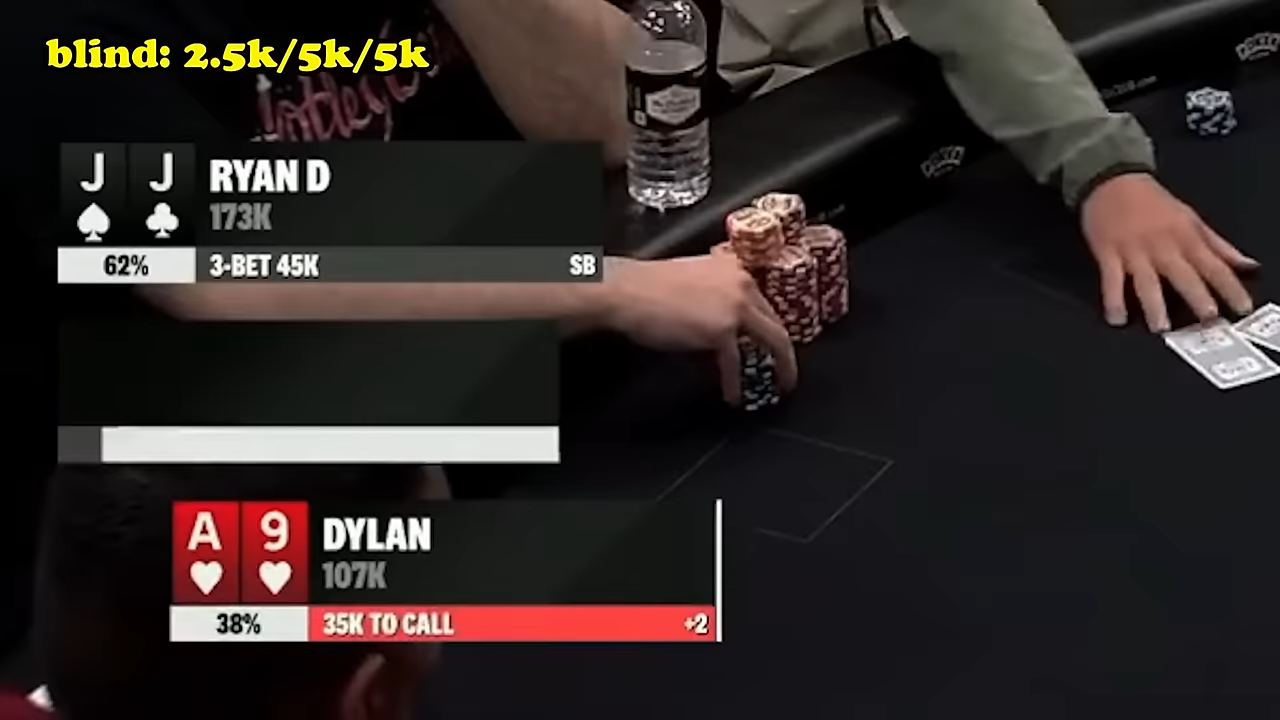 blind: 2.5k/5k/5k
J J RYAN D
173K
62% 3-BET 45K SB
A 9 DYLAN
107K
38% 35K TO CALL +2